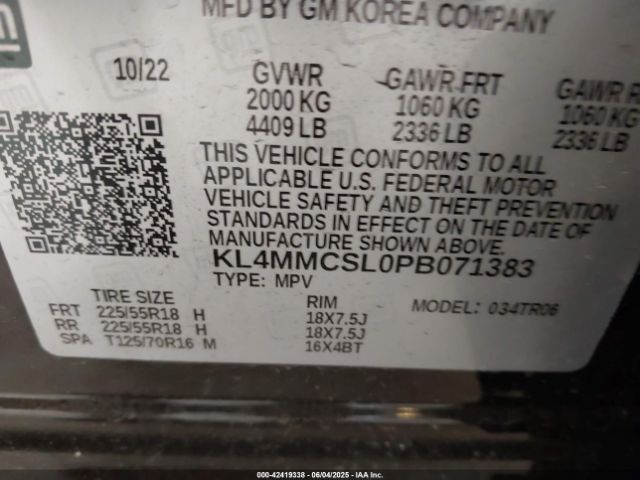 gm
MFD BY GM KOREA COMPANY
10/22 GVWR GAWR FRT GAWR
2000 KG 1060 KG 1060 KG
4409 LB 2336 LB 2336 LB
THIS VEHICLE CONFORMS TO ALL
APPLICABLE U.S. FEDERAL MOTOR
VEHICLE SAFETY AND THEFT PREVENTION
STANDARDS IN EFFECT ON THE DATE OF
MANUFACTURE SHOWN ABOVE.
KL4MMCSL0PB071383
TYPE: MPV
TIRE SIZE RIM MODEL: 034TR06
FRT 225/55R18 H 18X7.5J
RR 225/55R18 H 18X7.5J
SPA T125/70R16 M 16X4BT
000-42419338 - 06/04/2025 - IAA Inc.